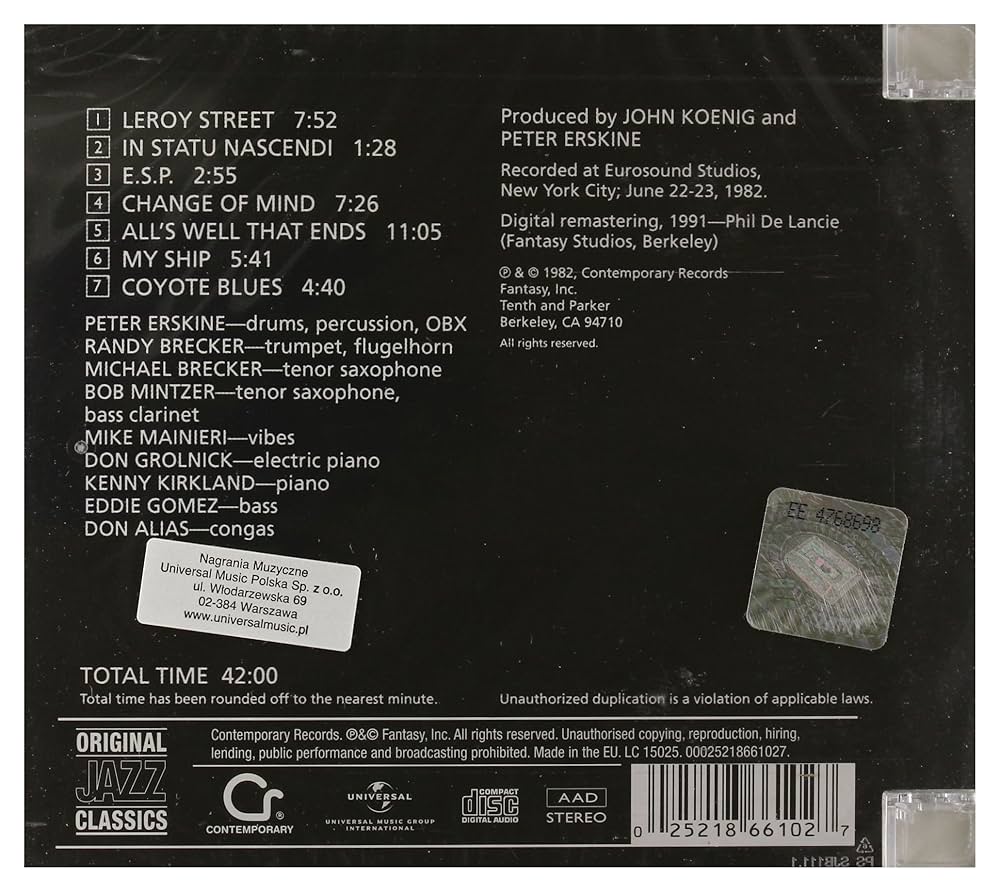 1 LEROY STREET 7:52
2 IN STATU NASCENDI 1:28
3 E.S.P. 2:55
4 CHANGE OF MIND 7:26
5 ALL'S WELL THAT ENDS 11:05
6 MY SHIP 5:41
7 COYOTE BLUES 4:40
PETER ERSKINE—drums, percussion, OBX
RANDY BRECKER—trumpet, flugelhorn
MICHAEL BRECKER—tenor saxophone
BOB MINTZER—tenor saxophone,
bass clarinet
MIKE MAINIERI—vibes
DON GROLNICK—electric piano
KENNY KIRKLAND—piano
EDDIE GOMEZ—bass
DON ALIAS—congas
Produced by JOHN KOENIG and
PETER ERSKINE
Recorded at Eurosound Studios,
New York City; June 22-23, 1982.
Digital remastering, 1991—Phil De Lancie
(Fantasy Studios, Berkeley)
℗ & © 1982, Contemporary Records
Fantasy, Inc.
Tenth and Parker
Berkeley, CA 94710
All rights reserved.
EE 4768698
Nagrania Muzyczne
Universal Music Polska Sp. z o.o.
ul. Włodarzewska 69
02-384 Warszawa
www.universalmusic.pl
TOTAL TIME 42:00
Total time has been rounded off to the nearest minute.
Unauthorized duplication is a violation of applicable laws.
ORIGINAL
JAZZ
CLASSICS
Contemporary Records. ℗&© Fantasy, Inc. All rights reserved. Unauthorised copying, reproduction, hiring,
lending, public performance and broadcasting prohibited. Made in the EU. LC 15025. 00025218661027.
Cr®
CONTEMPORARY
UNIVERSAL
UNIVERSAL MUSIC GROUP
INTERNATIONAL
COMPACT
disc
DIGITAL AUDIO
AAD
STEREO
0 25218 66102 7
PS SJB111.1